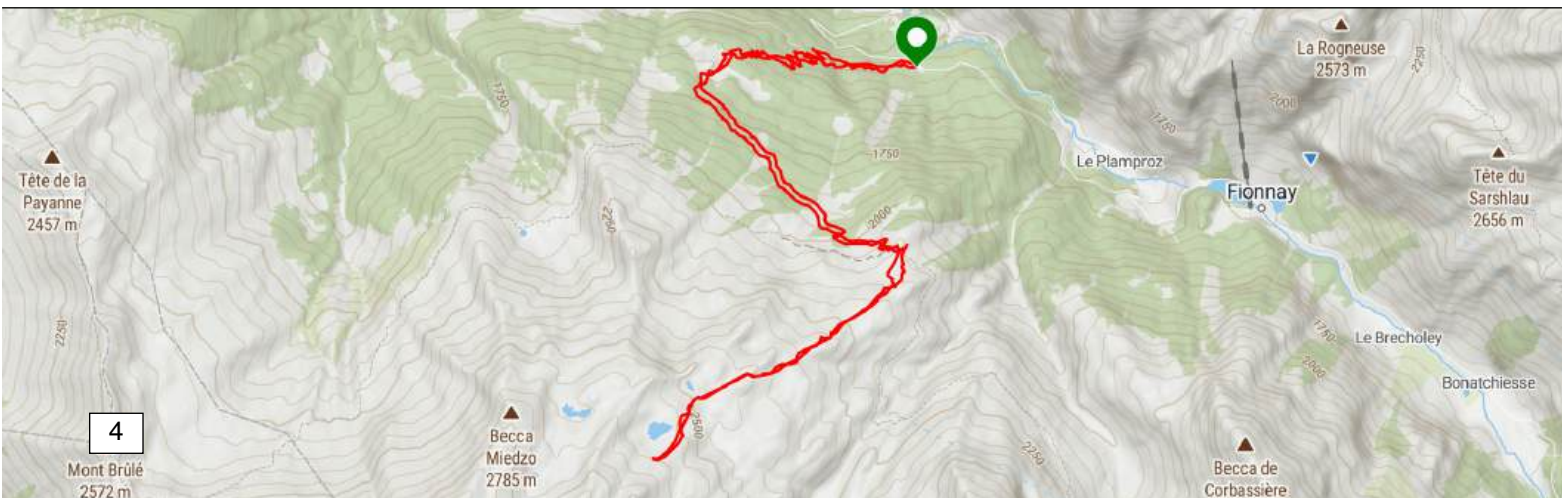 La Rogneuse
2573 m
2250
1750
2000
1750
Tête de la
Payanne
2457 m
1750
Le Plamproz
Fionnay
Tête du
Sarshlau
2656 m
2250
2000
2250
1750
Le Brecholey
2000
Bonatchiesse
4
Mont Brûlé
2572 m
Becca
Miedzo
2785 m
2500
2250
Becca de
Corbassière